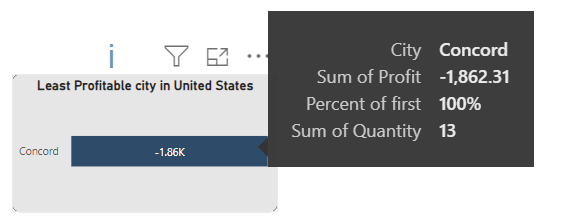 i
Least Profitable city in United States
Concord -1.86K
City Concord
Sum of Profit -1,862.31
Percent of first 100%
Sum of Quantity 13